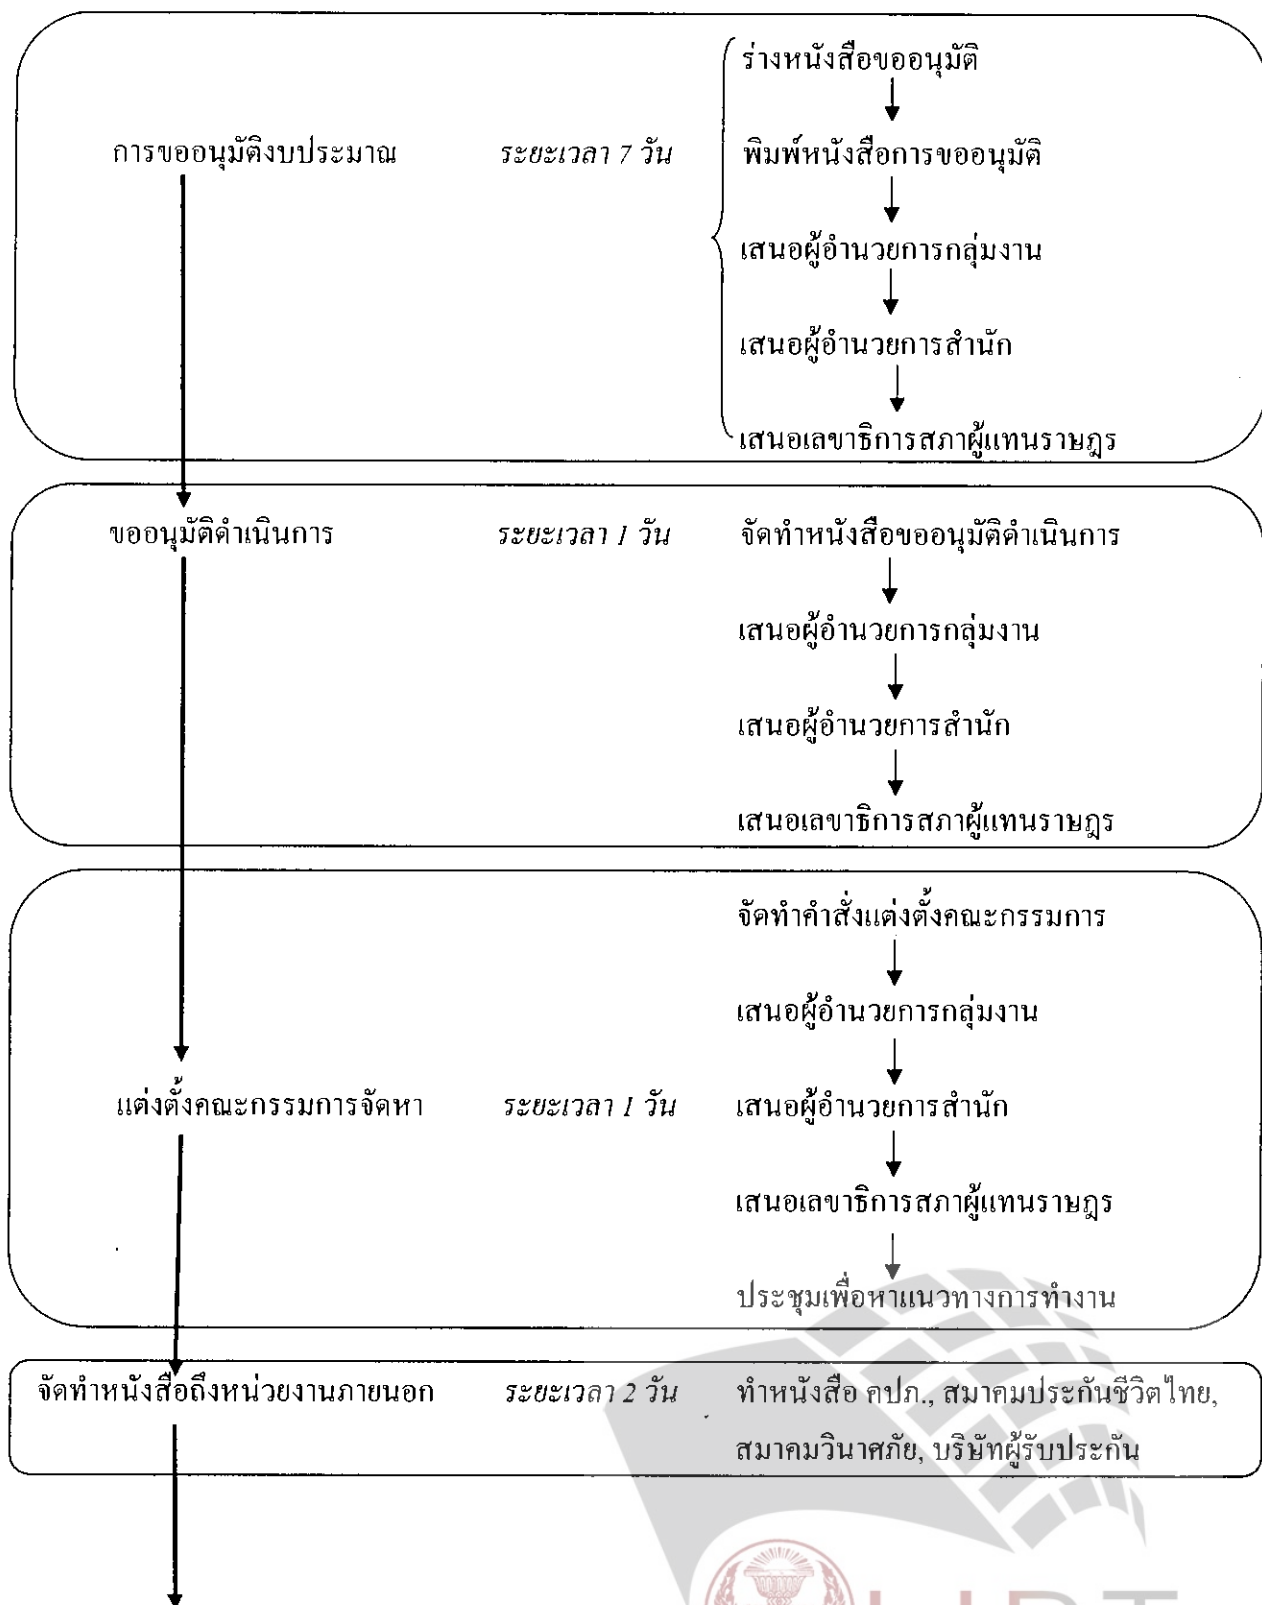 ร่างหนังสือขออนุมัติ
การขออนุมัติงบประมาณ ระยะเวลา 7 วัน พิมพ์หนังสือการขออนุมัติ
เสนอผู้อำนวยการกลุ่มงาน
เสนอผู้อำนวยการสำนัก
เสนอเลขาธิการสภาผู้แทนราษฎร
ขออนุมัติดำเนินการ ระยะเวลา 1 วัน จัดทำหนังสือขออนุมัติดำเนินการ
เสนอผู้อำนวยการกลุ่มงาน
เสนอผู้อำนวยการสำนัก
เสนอเลขาธิการสภาผู้แทนราษฎร
จัดทำคำสั่งแต่งตั้งคณะกรรมการ
เสนอผู้อำนวยการกลุ่มงาน
แต่งตั้งคณะกรรมการจัดหา ระยะเวลา 1 วัน เสนอผู้อำนวยการสำนัก
เสนอเลขาธิการสภาผู้แทนราษฎร
ประชุมเพื่อหาแนวทางการทำงาน
จัดทำหนังสือถึงหน่วยงานภายนอก ระยะเวลา 2 วัน ทำหนังสือ คปภ., สมาคมประกันชีวิตไทย,
สมาคมวินาศภัย, บริษัทผู้รับประกัน